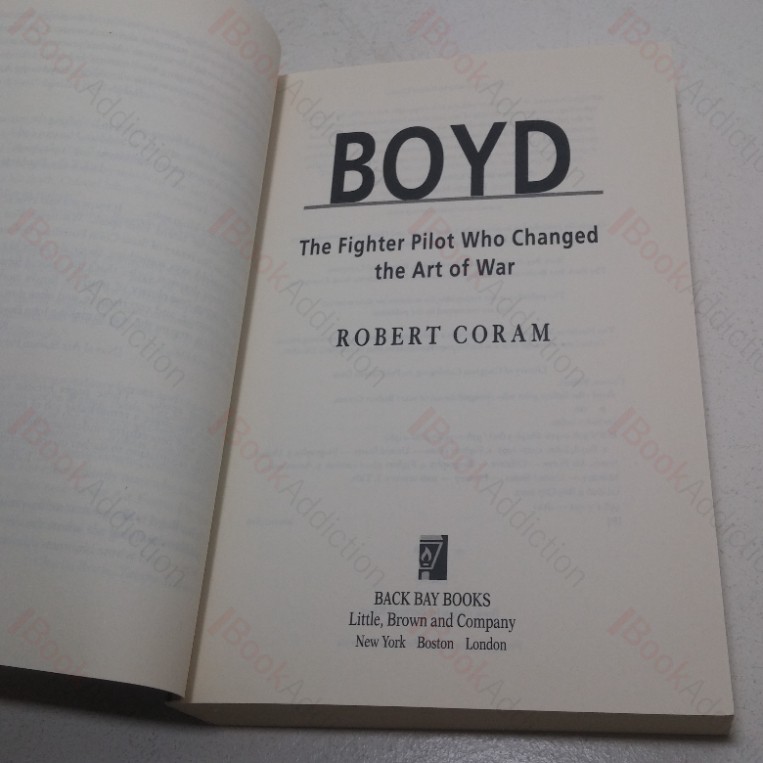 BOYD
The Fighter Pilot Who Changed
the Art of War
ROBERT CORAM
BACK BAY BOOKS
Little, Brown and Company
New York Boston London
BookAddiction